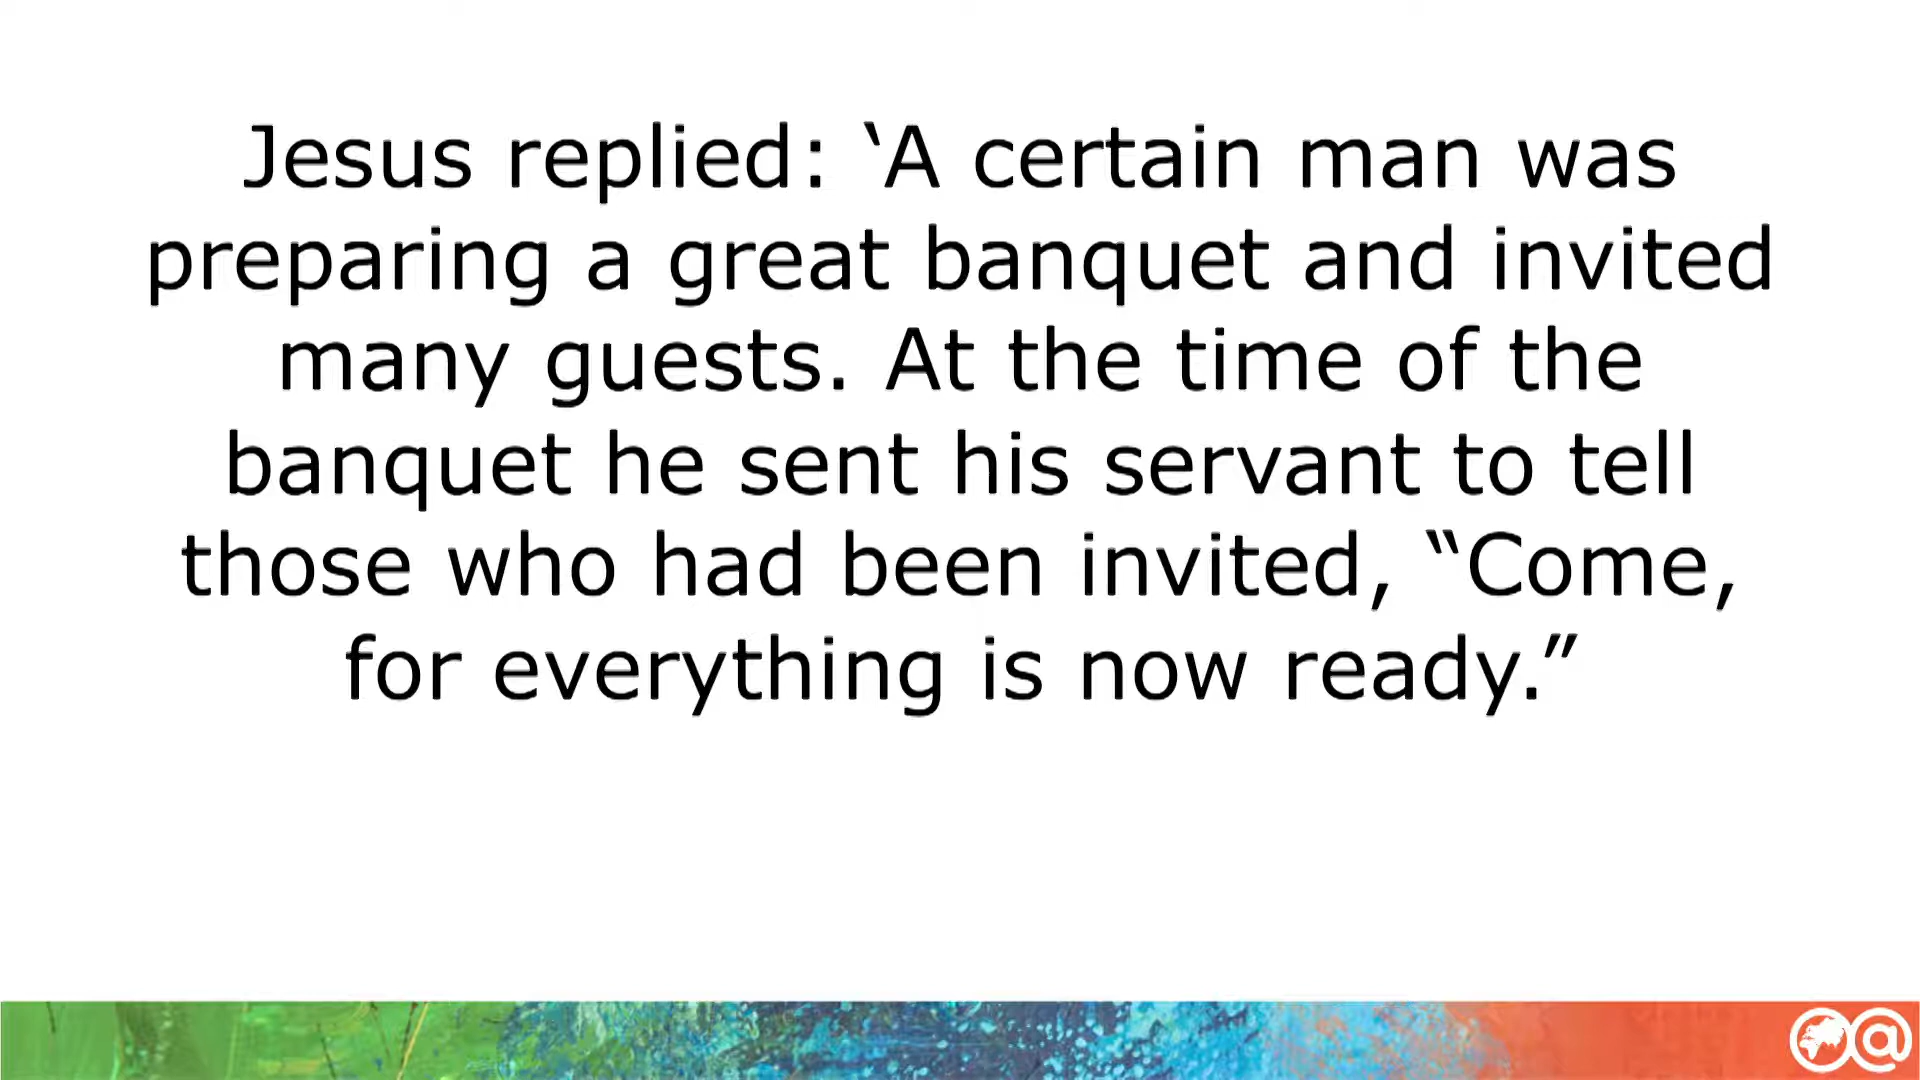 Jesus replied: ‘A certain man was
preparing a great banquet and invited
many guests. At the time of the
banquet he sent his servant to tell
those who had been invited, “Come,
for everything is now ready.”
@